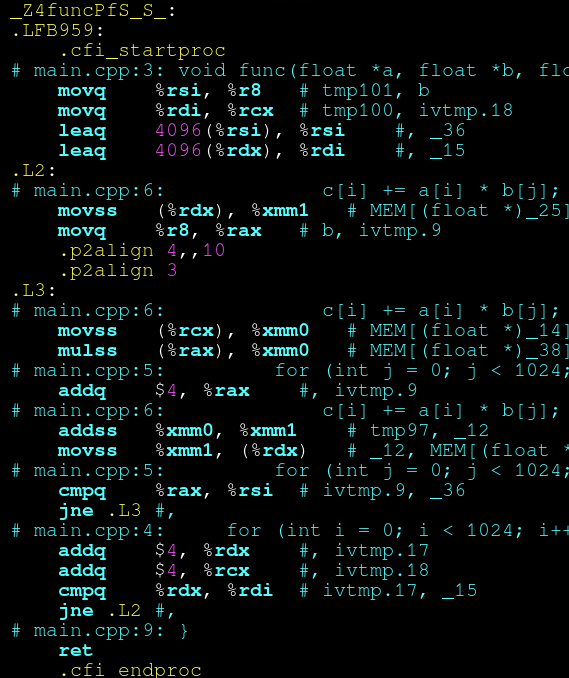 _Z4funcPfS_S_:
.LFB959:
    .cfi_startproc
# main.cpp:3: void func(float *a, float *b, flo
    movq    %rsi, %r8   # tmp101, b
    movq    %rdi, %rcx  # tmp100, ivtmp.18
    leaq    4096(%rsi), %rsi    #, _36
    leaq    4096(%rdx), %rdi    #, _15
.L2:
# main.cpp:6:             c[i] += a[i] * b[j];
    movss   (%rdx), %xmm1   # MEM[(float *)_25]
    movq    %r8, %rax   # b, ivtmp.9
    .p2align 4,,10
    .p2align 3
.L3:
# main.cpp:6:             c[i] += a[i] * b[j];
    movss   (%rcx), %xmm0   # MEM[(float *)_14]
    mulss   (%rax), %xmm0   # MEM[(float *)_38]
# main.cpp:5:         for (int j = 0; j < 1024;
    addq    $4, %rax    #, ivtmp.9
# main.cpp:6:             c[i] += a[i] * b[j];
    addss   %xmm0, %xmm1    # tmp97, _12
    movss   %xmm1, (%rdx)   # _12, MEM[(float *
# main.cpp:5:         for (int j = 0; j < 1024;
    cmpq    %rax, %rsi  # ivtmp.9, _36
    jne .L3 #,
# main.cpp:4:     for (int i = 0; i < 1024; i++
    addq    $4, %rdx    #, ivtmp.17
    addq    $4, %rcx    #, ivtmp.18
    cmpq    %rdx, %rdi  # ivtmp.17, _15
    jne .L2 #,
# main.cpp:9: }
    ret
    .cfi_endproc